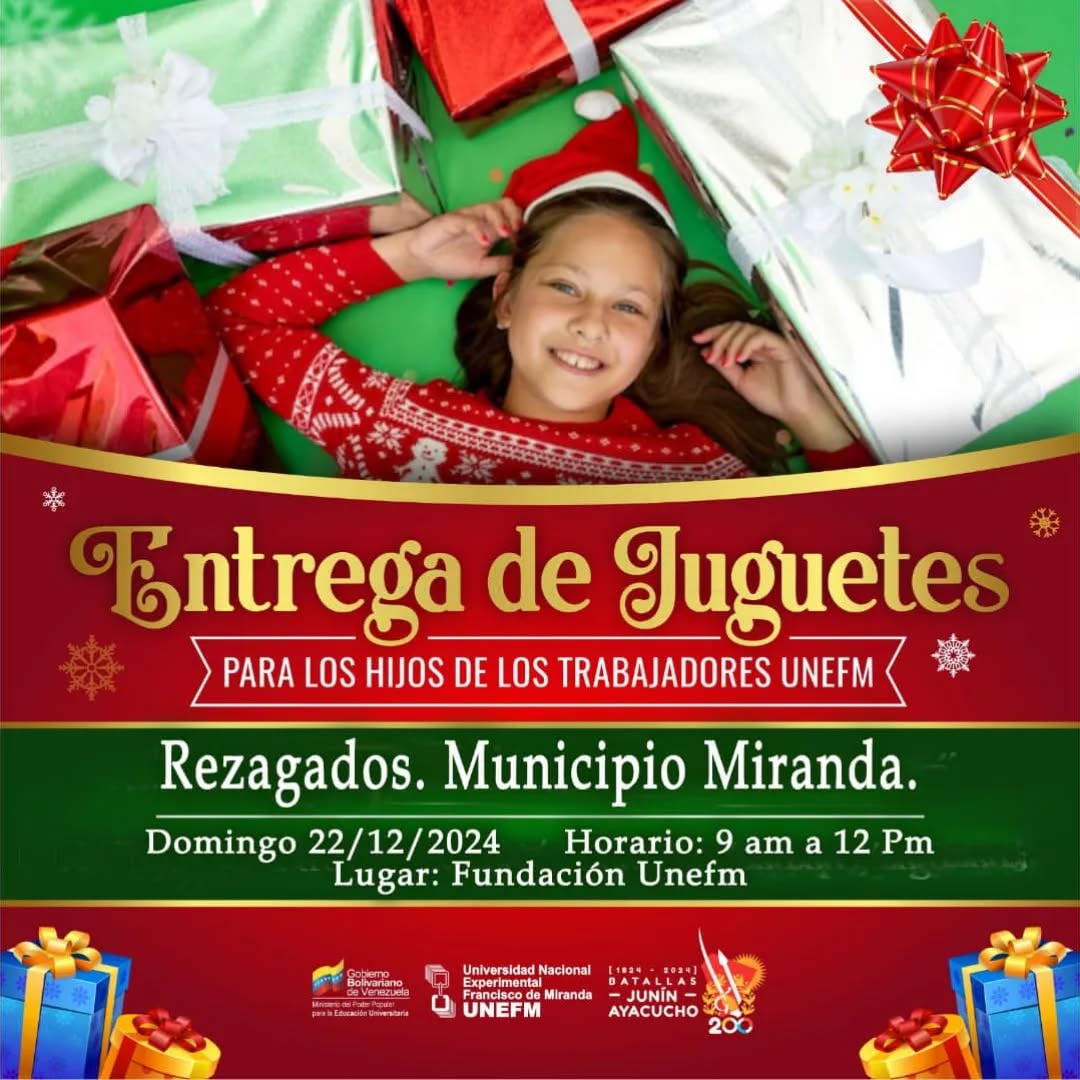 Entrega de Juguetes
PARA LOS HIJOS DE LOS TRABAJADORES UNEFM
Rezagados. Municipio Miranda.
Domingo 22/12/2024 Horario: 9 am a 12 Pm
Lugar: Fundación Unefm
Gobierno
Bolivariano
de Venezuela
Ministerio del Poder Popular
para la Educación Universitaria
Universidad Nacional
Experimental
Francisco de Miranda
UNEFM
[1824 - 2024]
BATALLAS
JUNÍN
AYACUCHO
200